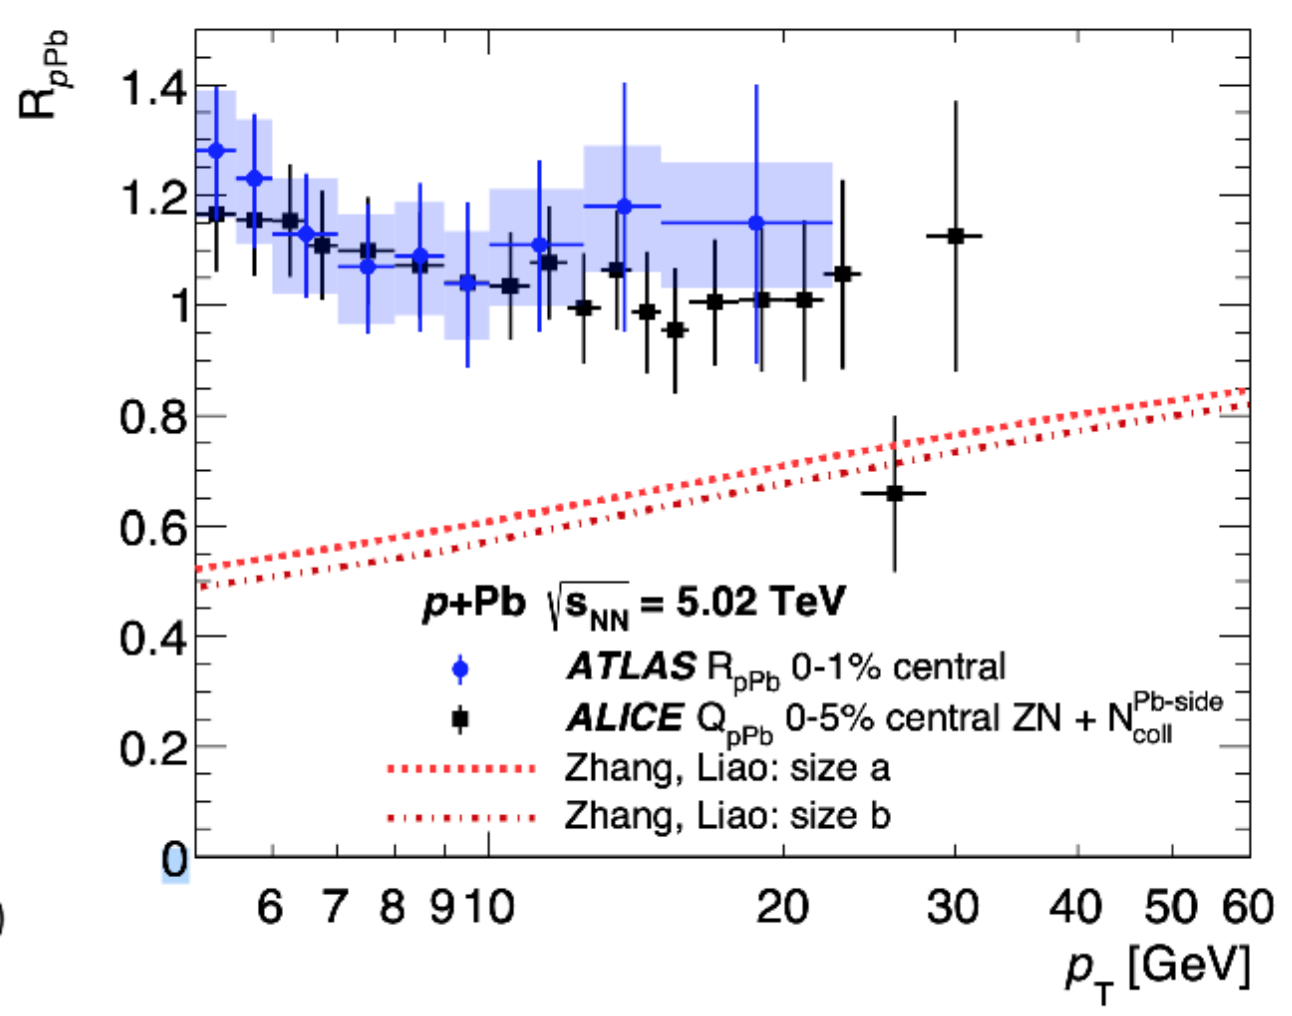 R_pPb
1.4
1.2
1
0.8
0.6
0.4
0.2
0
p+Pb √s_NN = 5.02 TeV
ATLAS R_pPb 0-1% central
ALICE Q_pPb 0-5% central ZN + N_coll^Pb-side
Zhang, Liao: size a
Zhang, Liao: size b
6 7 8 9 10 20 30 40 50 60
)
p_T [GeV]